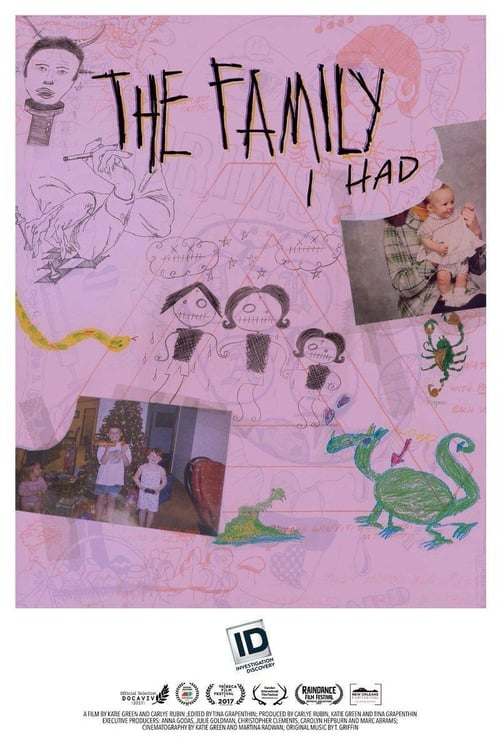 THE FAMILY
I HAD
ID
INVESTIGATION
DISCOVERY
Official Selection
DOCAVIV
2017
TRIBECA
FILM
FESTIVAL
2017
RAINDANCE
FILM FESTIVAL
NEW ORLEANS
FILM FESTIVAL
A FILM BY KATIE GREEN AND CARLYE RUBIN ;EDITED BY TINA GRAPENTHIN; PRODUCED BY CARLYE RUBIN, KATIE GREEN AND TINA GRAPENTHIN
EXECUTIVE PRODUCERS: ANNA GODAS, JULIE GOLDMAN, CHRISTOPHER CLEMENTS, CAROLYN HEPBURN AND MARC ABRAMS;
CINEMATOGRAPHY BY KATIE GREEN AND MARTINA RADWAN; ORIGINAL MUSIC BY T. GRIFFIN